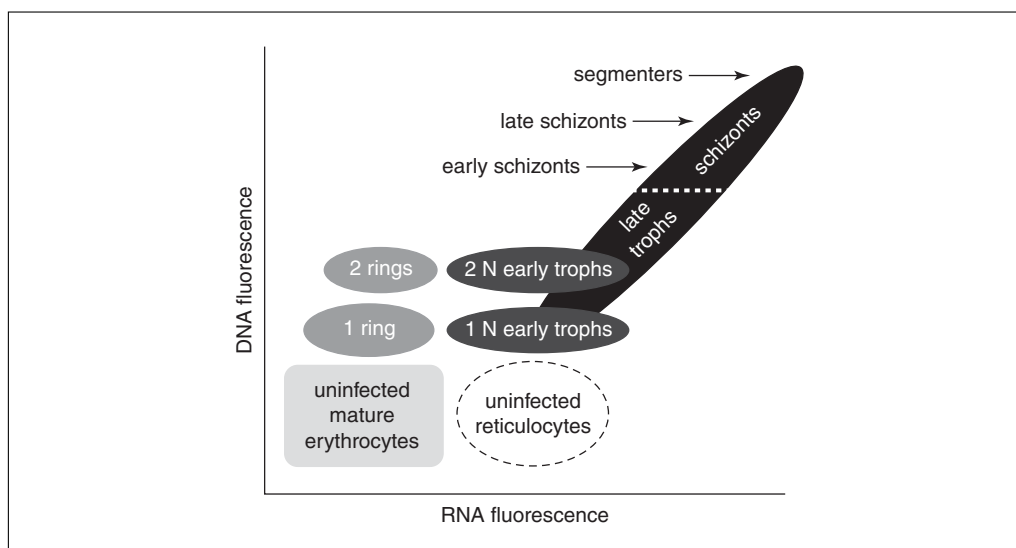 segmenters
late schizonts
early schizonts
schizonts
late
trophs
2 rings
2 N early trophs
1 ring
1 N early trophs
uninfected
mature
erythrocytes
uninfected
reticulocytes
DNA fluorescence
RNA fluorescence